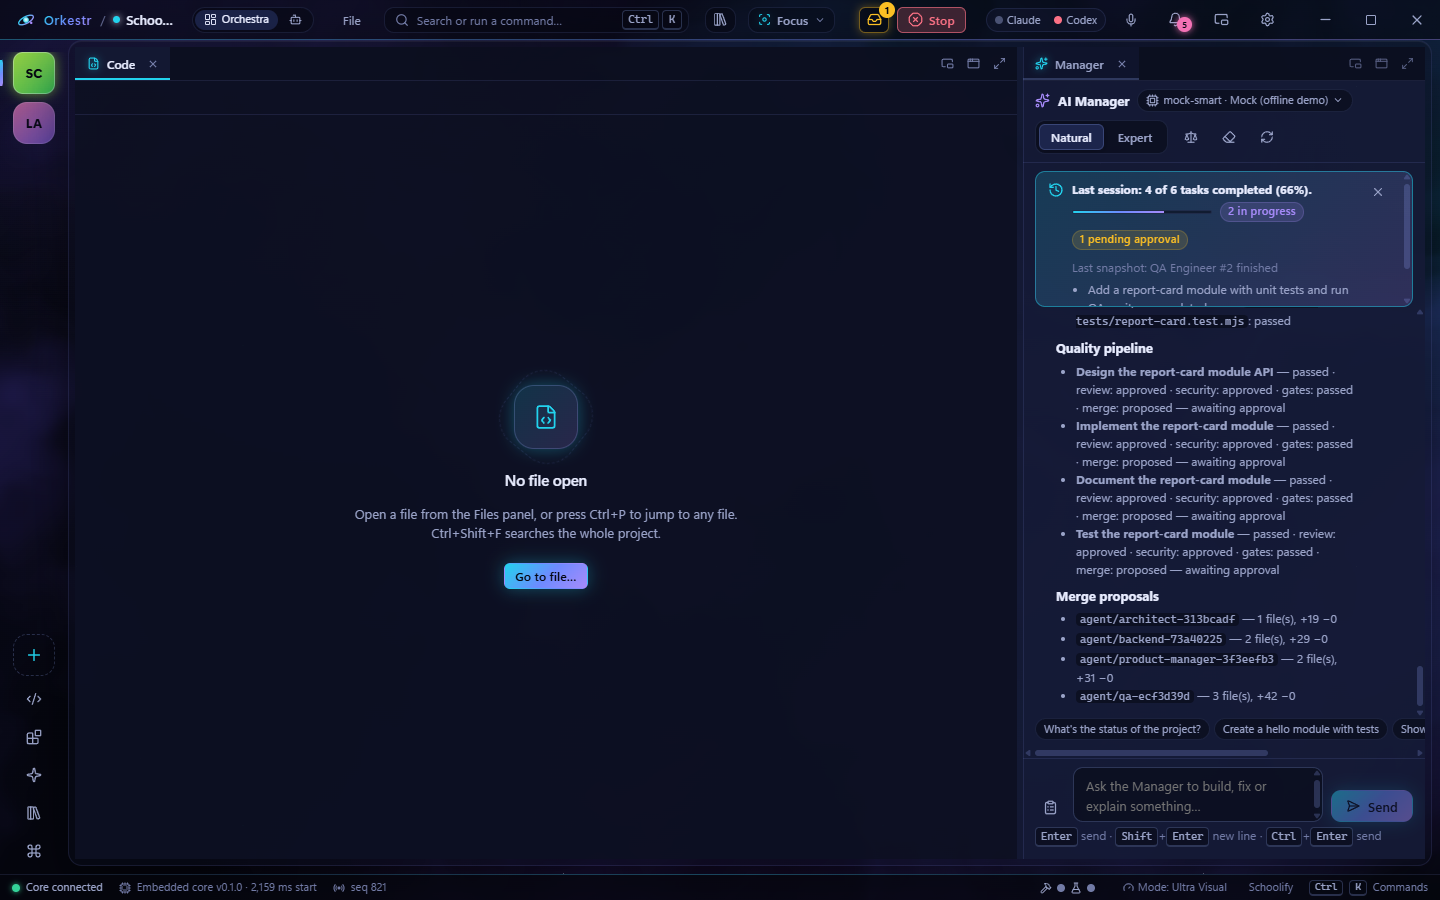 Orkestr / Schoo... Orchestra File Search or run a command... Ctrl K Focus 1 Stop Claude Codex 5
SC
LA
Code
No file open
Open a file from the Files panel, or press Ctrl+P to jump to any file.
Ctrl+Shift+F searches the whole project.
Go to file...
Manager
AI Manager mock-smart · Mock (offline demo)
Natural Expert
Last session: 4 of 6 tasks completed (66%).
2 in progress
1 pending approval
Last snapshot: QA Engineer #2 finished
• Add a report-card module with unit tests and run
tests/report-card.test.mjs : passed
Quality pipeline
• Design the report-card module API — passed ·
review: approved · security: approved · gates: passed
· merge: proposed — awaiting approval
• Implement the report-card module — passed ·
review: approved · security: approved · gates: passed
· merge: proposed — awaiting approval
• Document the report-card module — passed ·
review: approved · security: approved · gates: passed
· merge: proposed — awaiting approval
• Test the report-card module — passed · review:
approved · security: approved · gates: passed ·
merge: proposed — awaiting approval
Merge proposals
• agent/architect-313bcadf — 1 file(s), +19 −0
• agent/backend-73a40225 — 2 file(s), +29 −0
• agent/product-manager-3f3eefb3 — 2 file(s),
+31 −0
• agent/qa-ecf3d39d — 3 file(s), +42 −0
What's the status of the project? Create a hello module with tests Show
Ask the Manager to build, fix or
explain something...
Send
Enter send · Shift + Enter new line · Ctrl + Enter send
Core connected Embedded core v0.1.0 · 2,159 ms start seq 821 Mode: Ultra Visual Schoolify Ctrl K Commands